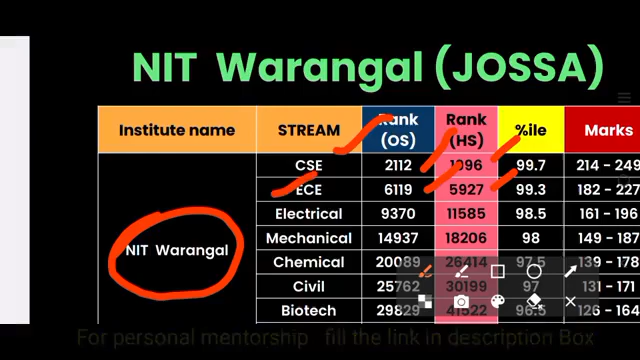 NIT Warangal (JOSSA)
Institute name STREAM Rank (OS) Rank (HS) %ile Marks
CSE 2112 1996 99.7 214 - 249
ECE 6119 5927 99.3 182 - 227
Electrical 9370 11585 98.5 161 - 196
NIT Warangal
Mechanical 14937 18206 98 149 - 187
Chemical 20089 26414 97.5 139 - 178
Civil 25762 30199 97 131 - 171
Biotech 29829 41522 96.5 126 - 164
For personal mentorship fill the link in description Box